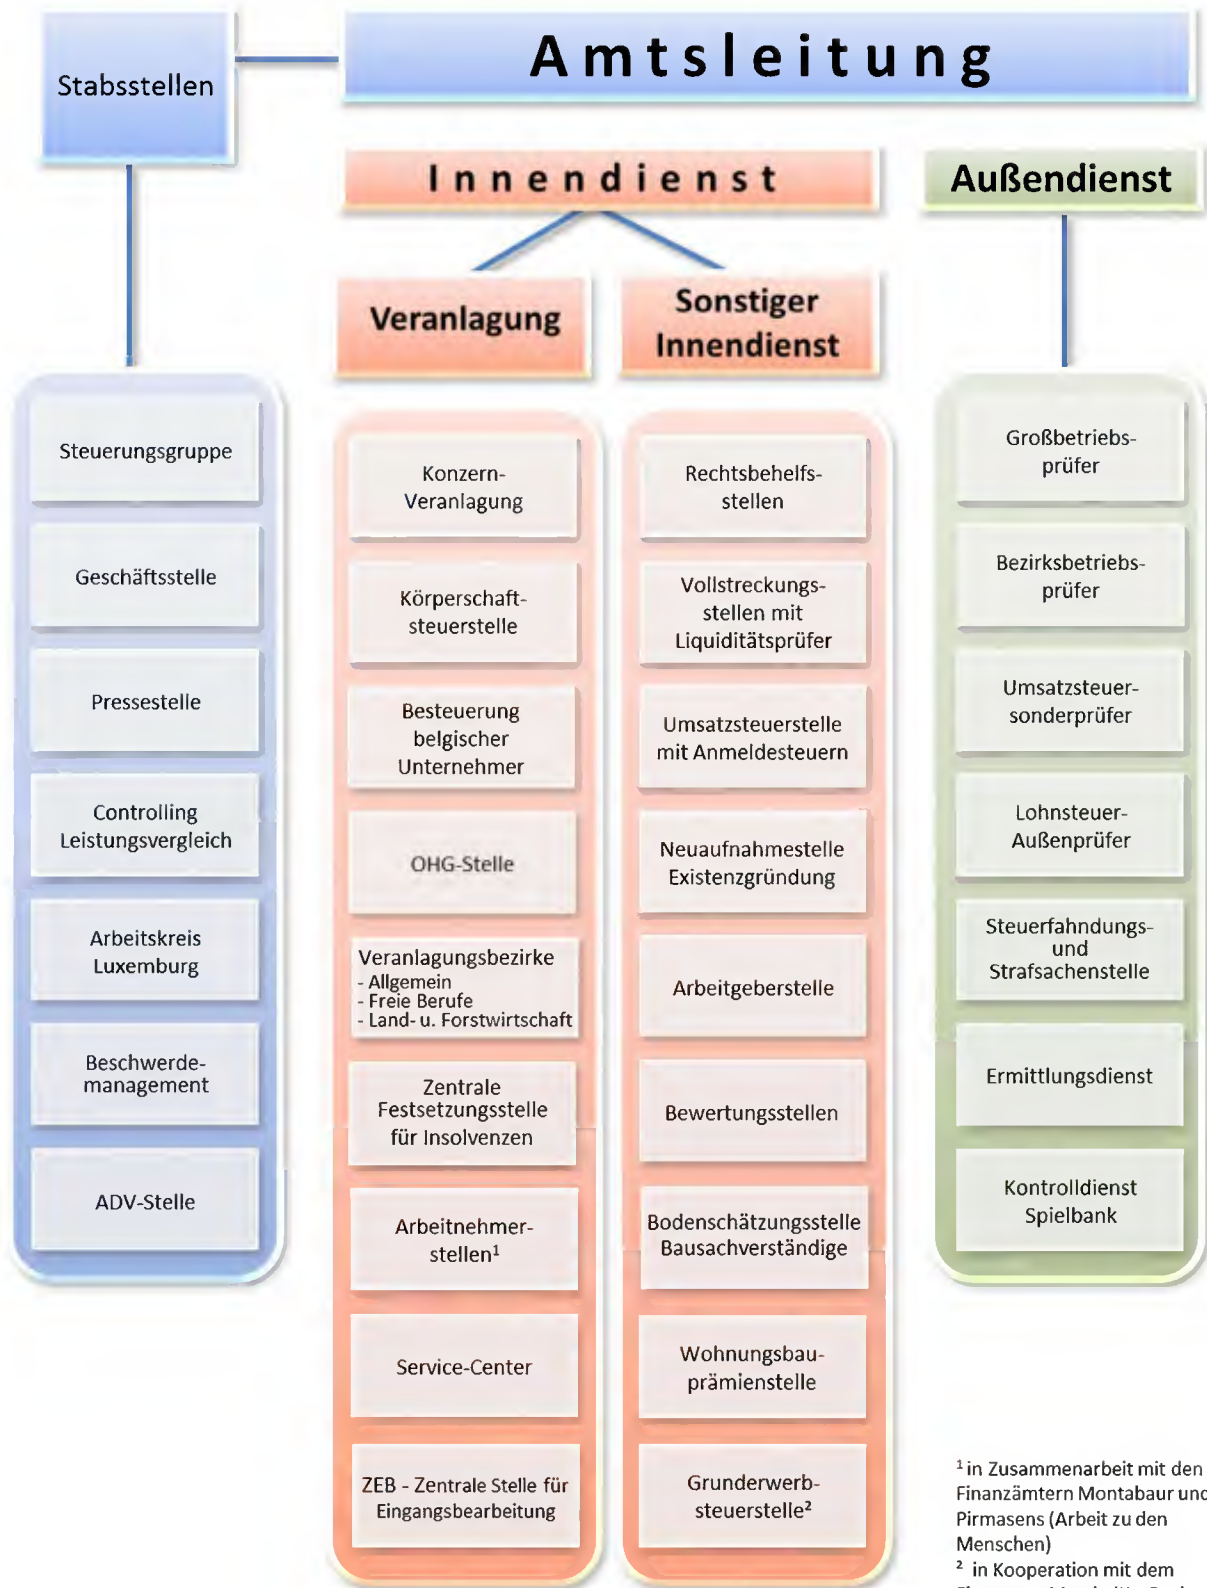 Amtsleitung
Stabsstellen
Innendienst
Außendienst
Veranlagung
Sonstiger
Innendienst
Steuerungsgruppe
Geschäftsstelle
Pressestelle
Controlling
Leistungsvergleich
Arbeitskreis
Luxemburg
Beschwerde-
management
ADV-Stelle
Konzern-
Veranlagung
Körperschaft-
steuerstelle
Besteuerung
belgischer
Unternehmer
OHG-Stelle
Veranlagungsbezirke
- Allgemein
- Freie Berufe
- Land- u. Forstwirtschaft
Zentrale
Festsetzungsstelle
für Insolvenzen
Arbeitnehmer-
stellen¹
Service-Center
ZEB - Zentrale Stelle für
Eingangsbearbeitung
Rechtsbehelfs-
stellen
Vollstreckungs-
stellen mit
Liquiditätsprüfer
Umsatzsteuerstelle
mit Anmeldesteuern
Neuaufnahmestelle
Existenzgründung
Arbeitgeberstelle
Bewertungsstellen
Bodenschätzungsstelle
Bausachverständige
Wohnungsbau-
prämienstelle
Grunderwerb-
steuerstelle²
Großbetriebs-
prüfer
Bezirksbetriebs-
prüfer
Umsatzsteuer-
sonderprüfer
Lohnsteuer-
Außenprüfer
Steuerfahndungs-
und
Strafsachenstelle
Ermittlungsdienst
Kontrolldienst
Spielbank
¹ in Zusammenarbeit mit den
Finanzämtern Montabaur und
Pirmasens (Arbeit zu den
Menschen)
² in Kooperation mit dem